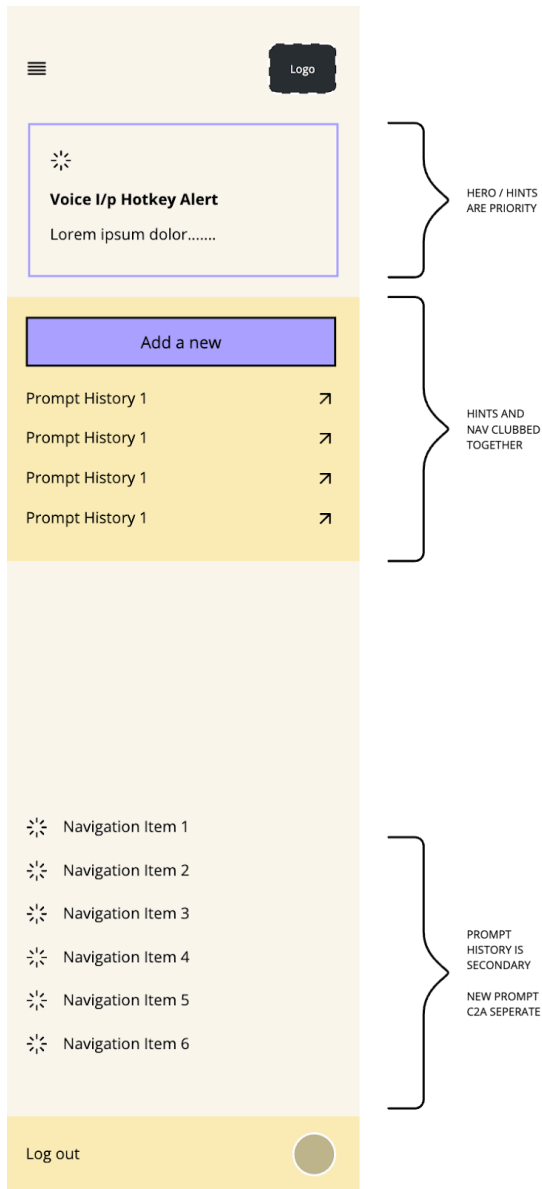 Logo
Voice I/p Hotkey Alert
Lorem ipsum dolor.......
HERO / HINTS
ARE PRIORITY
Add a new
Prompt History 1
Prompt History 1
Prompt History 1
Prompt History 1
HINTS AND
NAV CLUBBED
TOGETHER
Navigation Item 1
Navigation Item 2
Navigation Item 3
Navigation Item 4
Navigation Item 5
Navigation Item 6
PROMPT
HISTORY IS
SECONDARY
NEW PROMPT
C2A SEPERATE
Log out